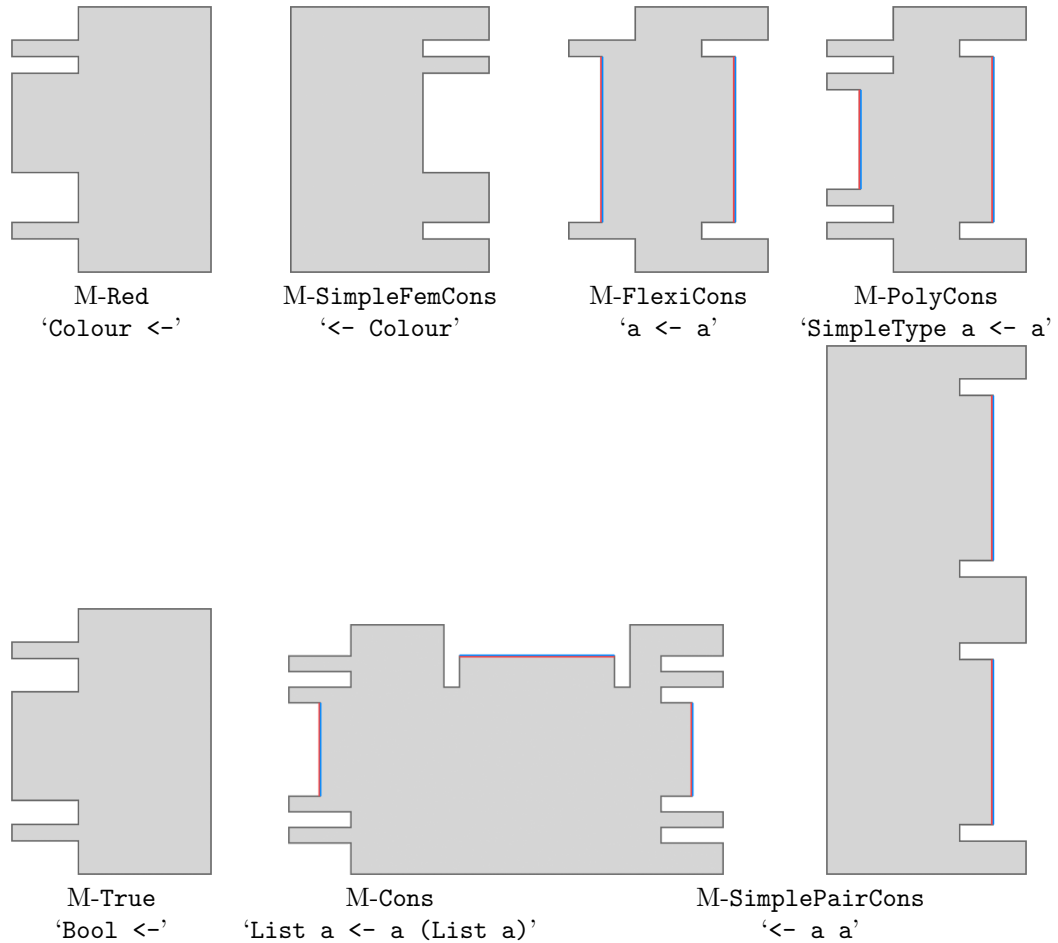 M-Red
‘Colour <-’
M-SimpleFemCons
‘<- Colour’
M-FlexiCons
‘a <- a’
M-PolyCons
‘SimpleType a <- a’
M-True
‘Bool <-’
M-Cons
‘List a <- a (List a)’
M-SimplePairCons
‘<- a a’